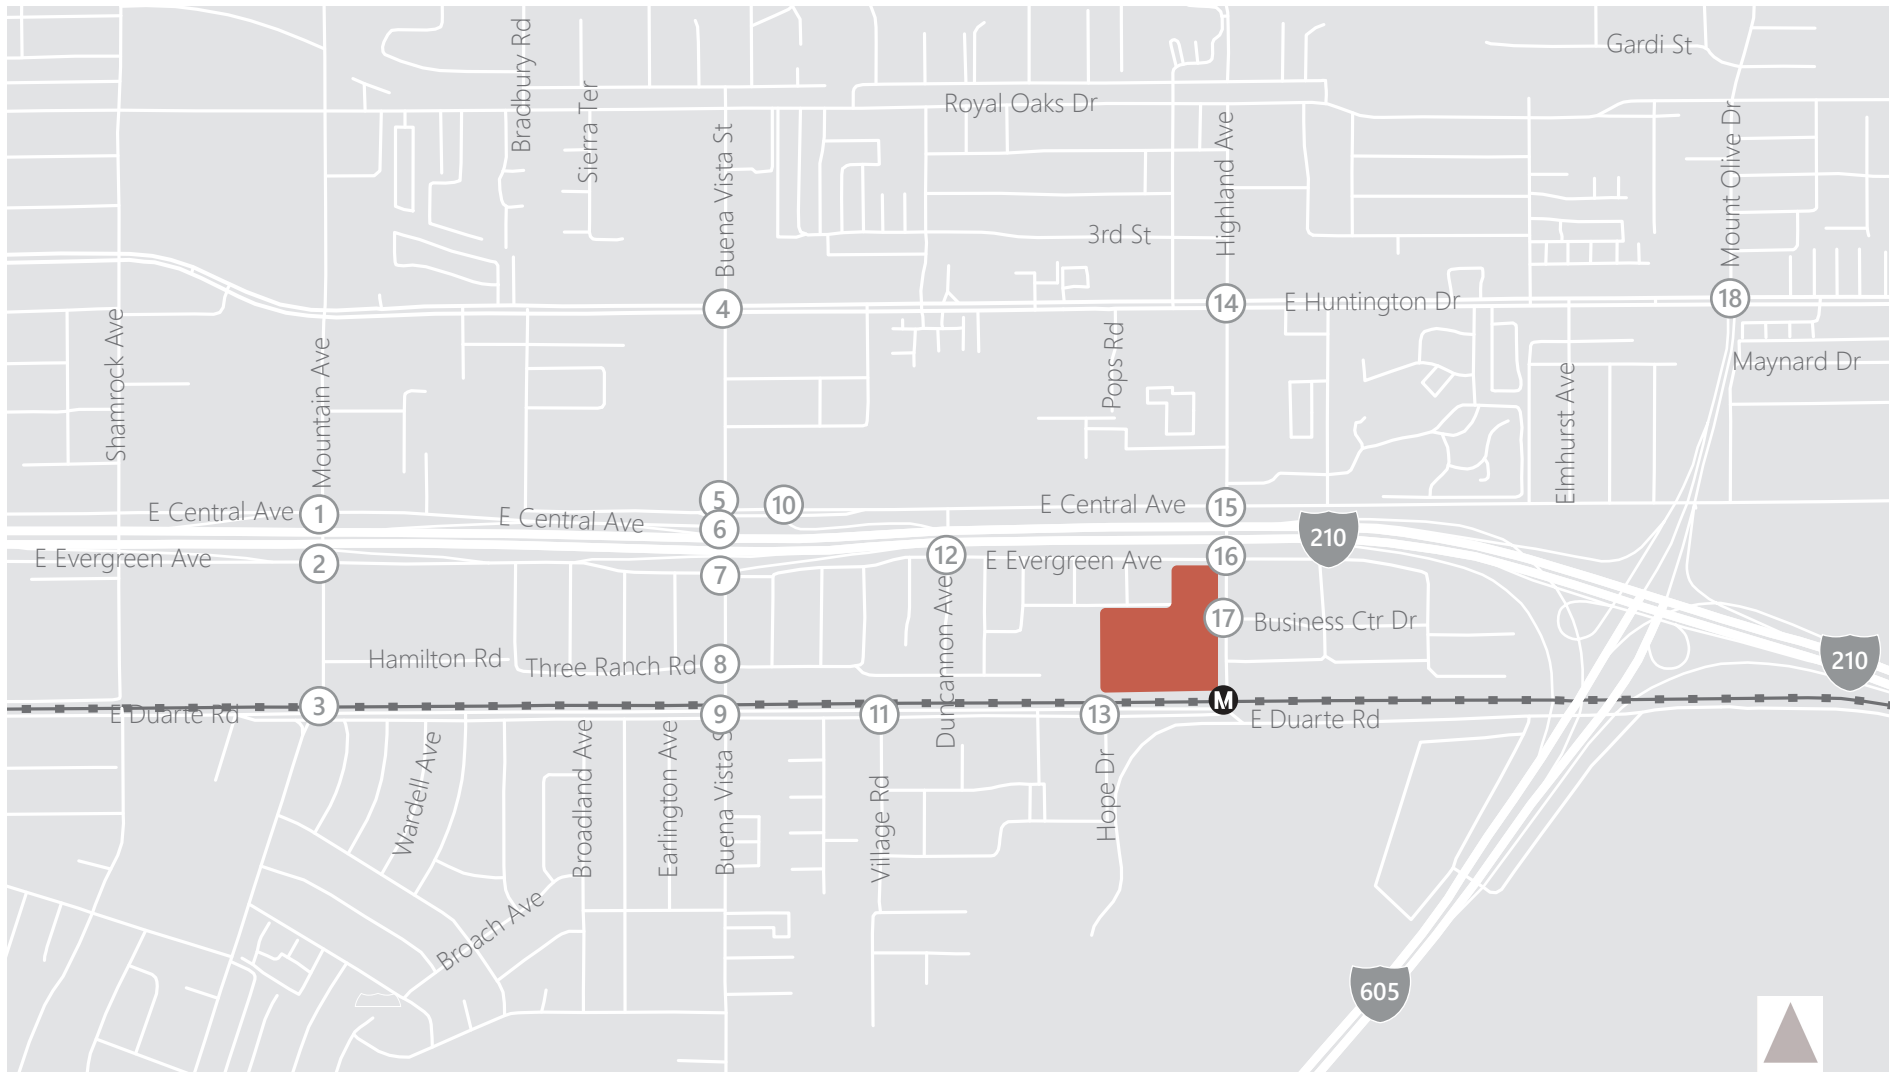 Gardi St
Bradbury Rd
Sierra Ter
Royal Oaks Dr
Buena Vista St
Highland Ave
Mount Olive Dr
3rd St
4
14
E Huntington Dr
18
Shamrock Ave
Mountain Ave
Pops Rd
Maynard Dr
Elmhurst Ave
E Central Ave
1
E Central Ave
5
10
6
E Central Ave
15
210
E Evergreen Ave
2
7
12
E Evergreen Ave
16
17
Business Ctr Dr
Duncannon Ave
Hamilton Rd
Three Ranch Rd
8
210
E Duarte Rd
3
9
11
13
M
E Duarte Rd
Wardell Ave
Broadland Ave
Earlington Ave
Buena Vista S
Village Rd
Hope Dr
Broach Ave
605